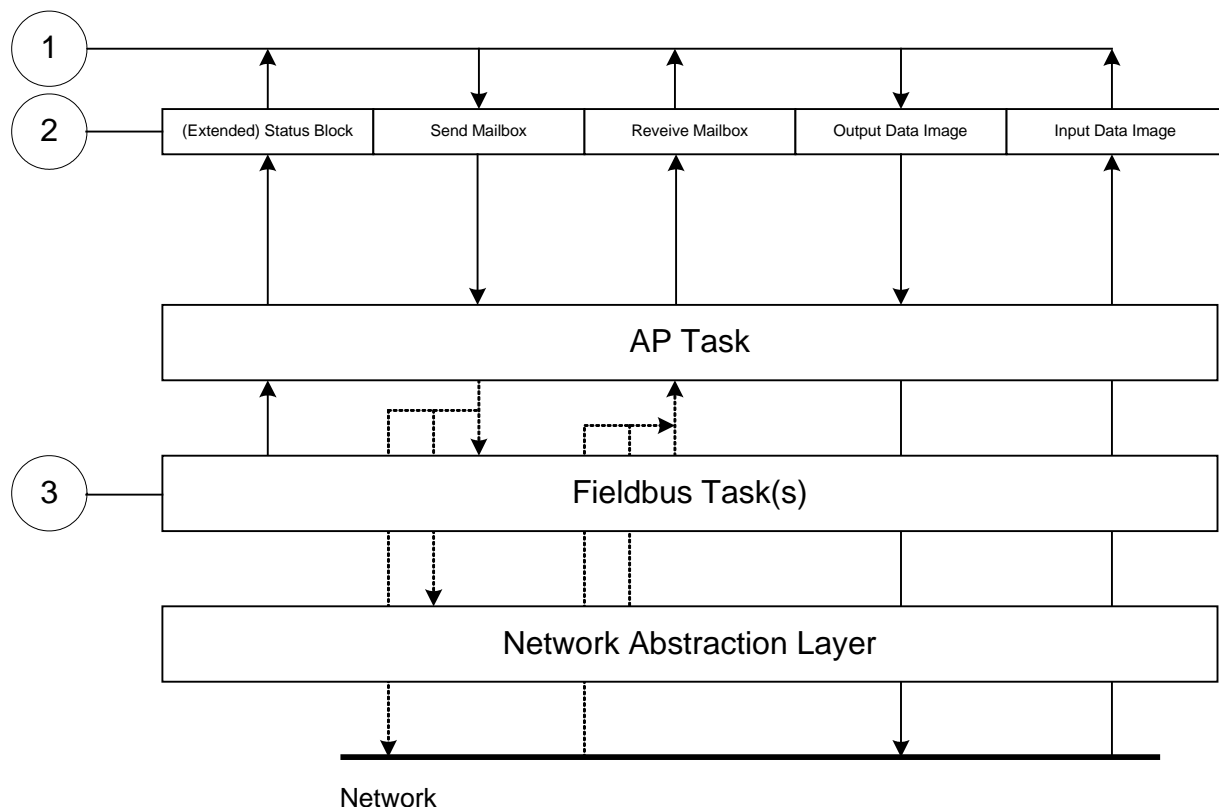 1
2
(Extended) Status Block
Send Mailbox
Reveive Mailbox
Output Data Image
Input Data Image
AP Task
3
Fieldbus Task(s)
Network Abstraction Layer
Network